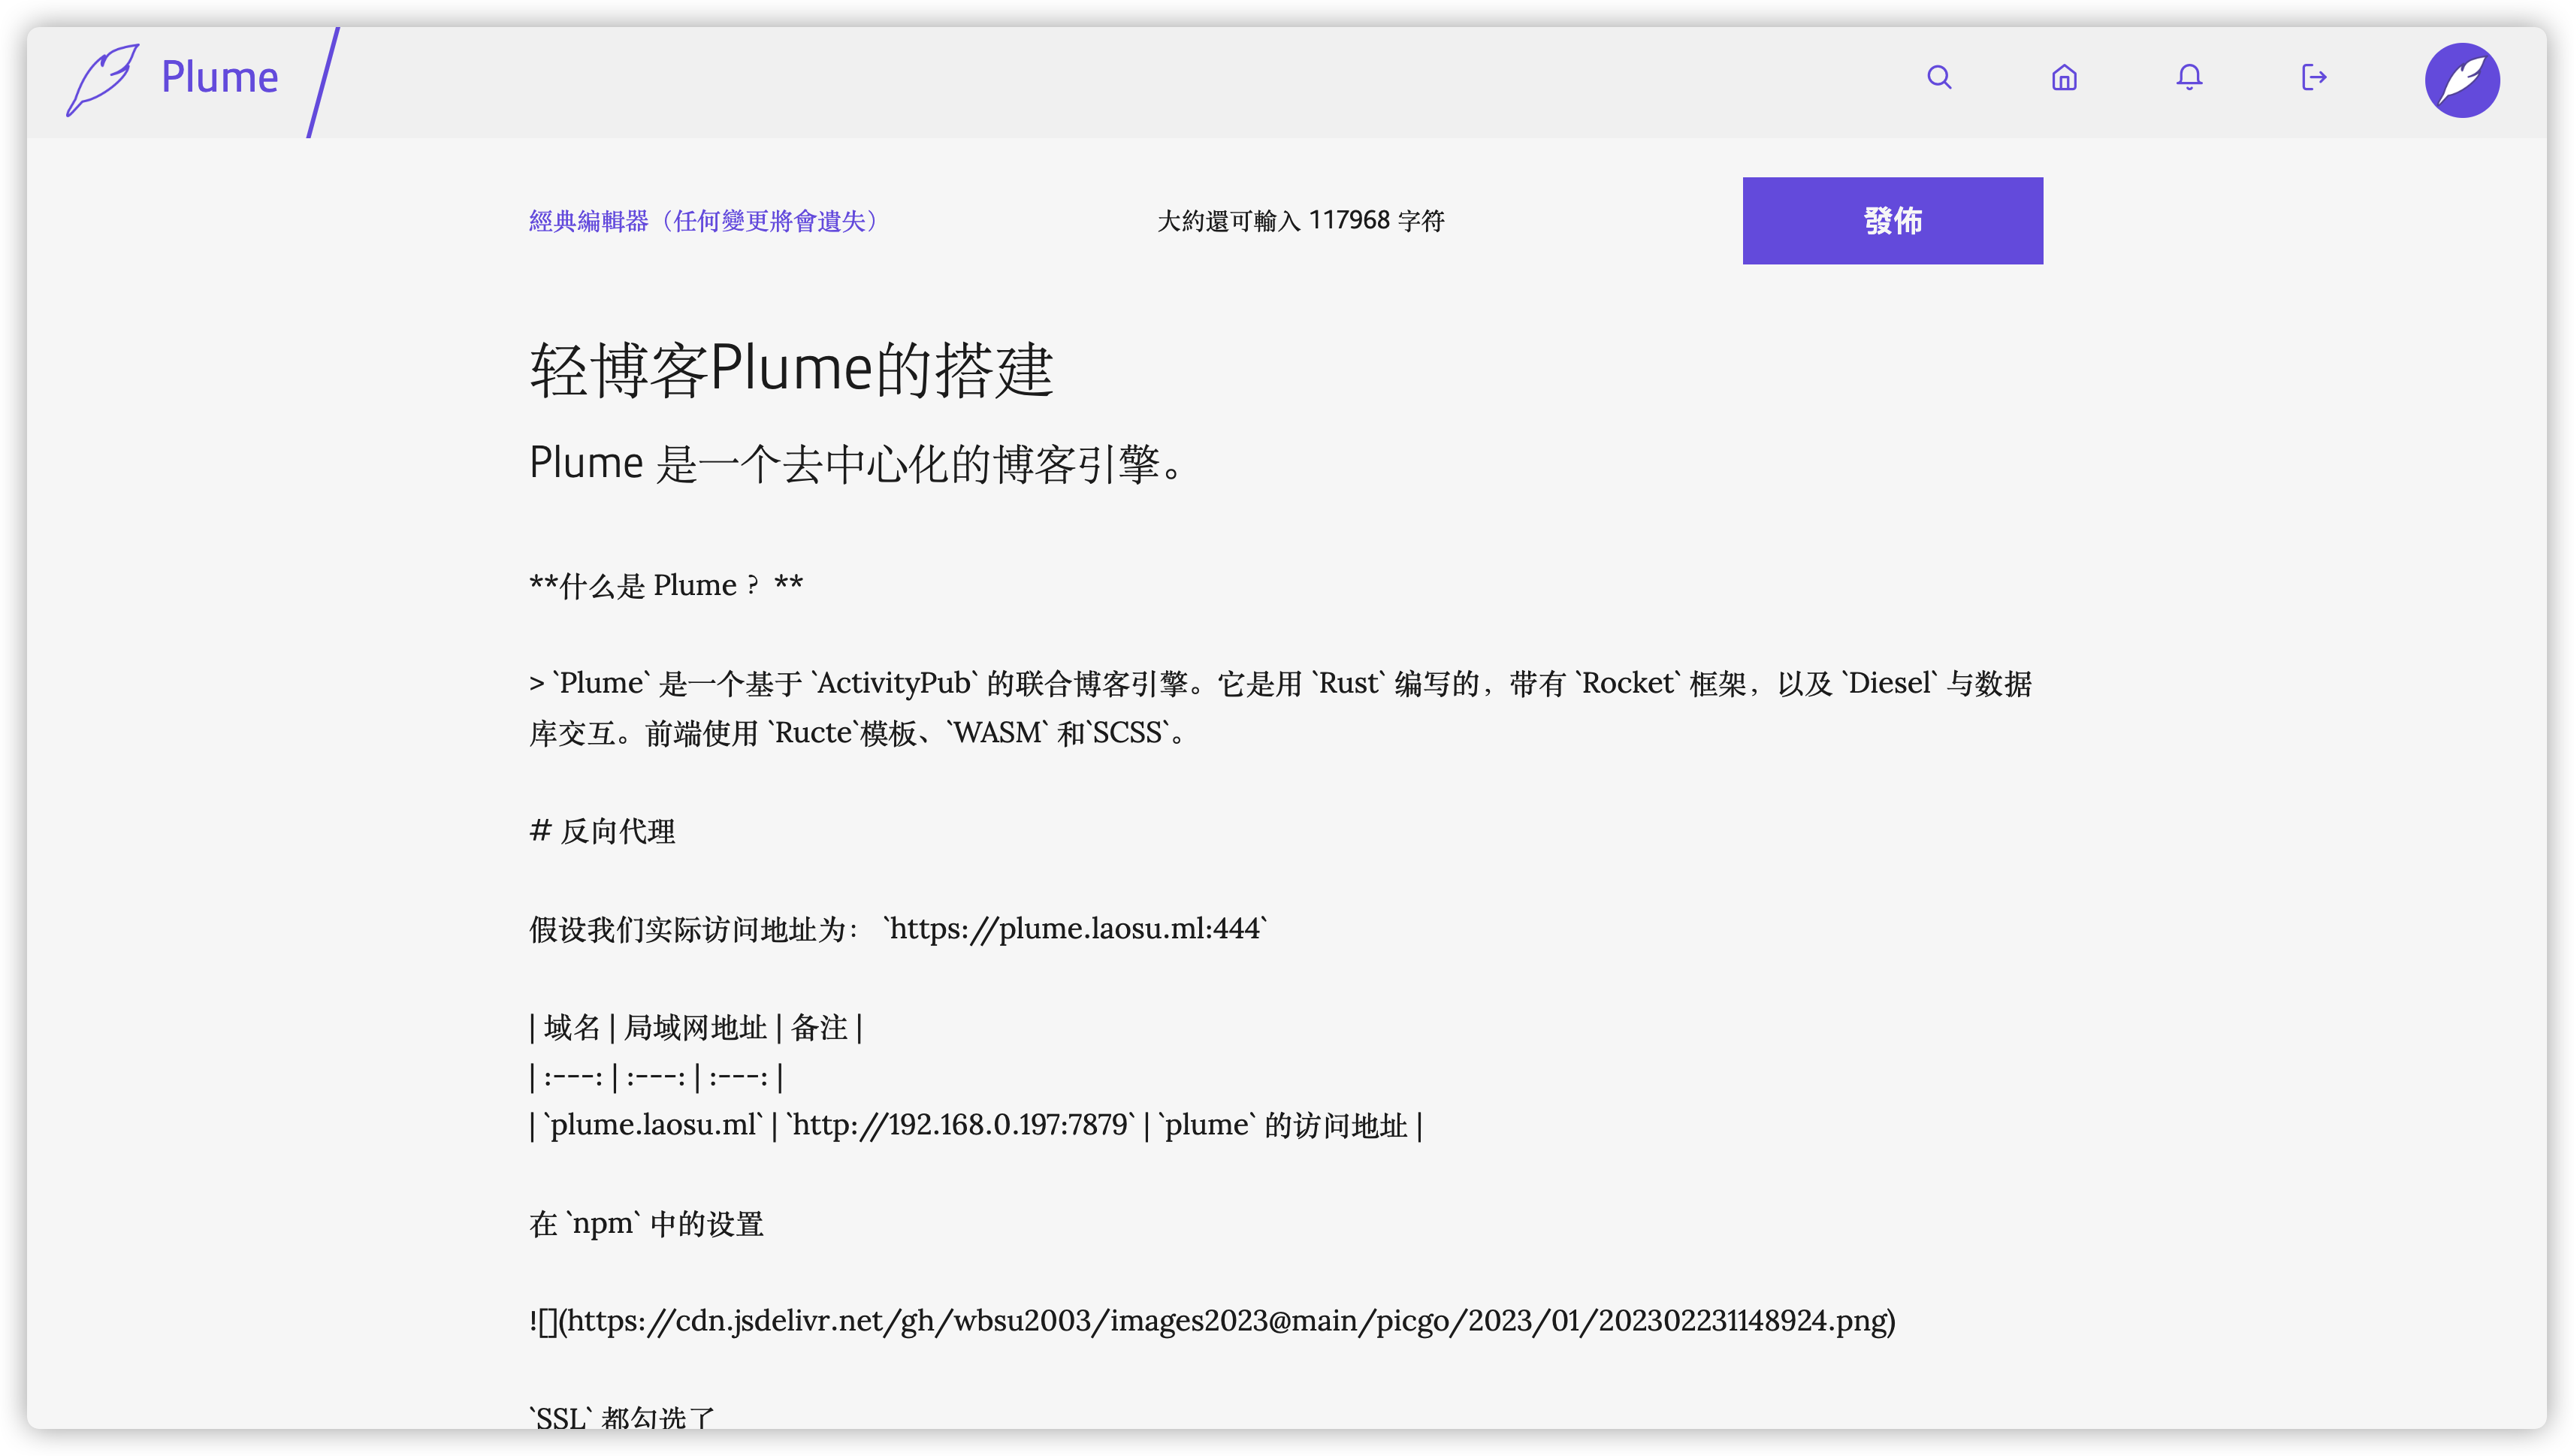 Plume
經典編輯器（任何變更將會遺失）
大約還可輸入 117968 字符
發佈
轻博客Plume的搭建
Plume 是一个去中心化的博客引擎。
**什么是 Plume ？**
> `Plume` 是一个基于 `ActivityPub` 的联合博客引擎。它是用 `Rust` 编写的，带有 `Rocket` 框架，以及 `Diesel` 与数据
库交互。前端使用 `Ructe`模板、`WASM` 和`SCSS`。
# 反向代理
假设我们实际访问地址为： `https://plume.laosu.ml:444`
| 域名 | 局域网地址 | 备注 |
| :---: | :---: | :---: |
| `plume.laosu.ml` | `http://192.168.0.197:7879` | `plume` 的访问地址 |
在 `npm` 中的设置
![](https://cdn.jsdelivr.net/gh/wbsu2003/images2023@main/picgo/2023/01/202302231148924.png)
`SSL` 都勾选了